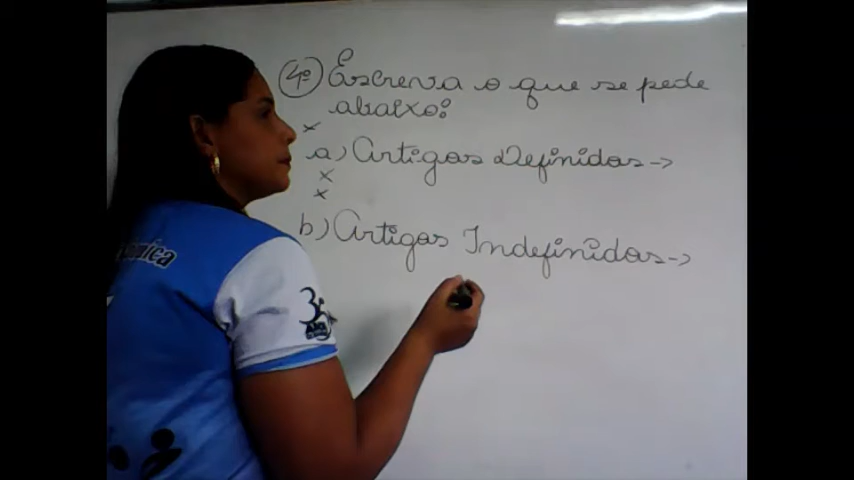 4º Escreva o que se pede
abaixo:
x
a) Artigos Definidos ->
x
x
b) Artigos Indefinidos ->